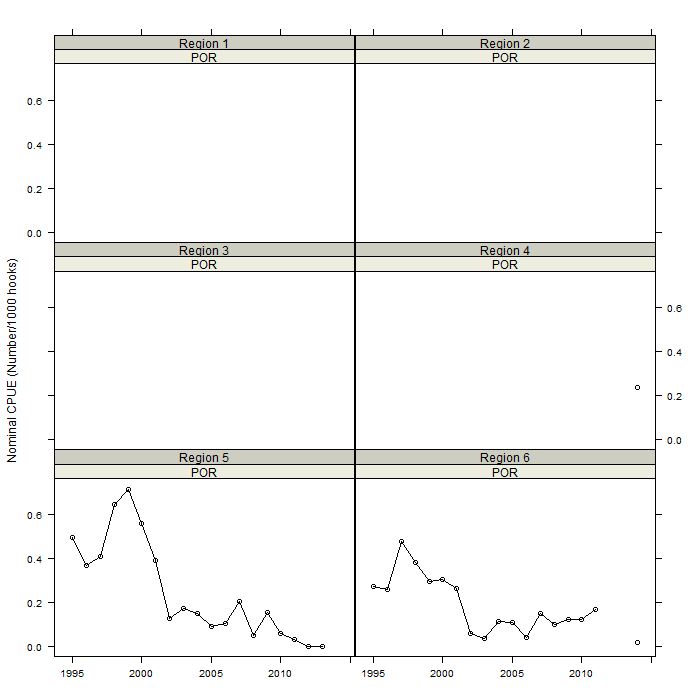 Region 1
Region 2
POR
POR
0.6
0.4
0.2
0.0
Region 3
Region 4
POR
POR
0.6
0.4
0.2
0.0
Nominal CPUE (Number/1000 hooks)
Region 5
Region 6
POR
POR
0.6
0.4
0.2
0.0
1995 2000 2005 2010
1995 2000 2005 2010